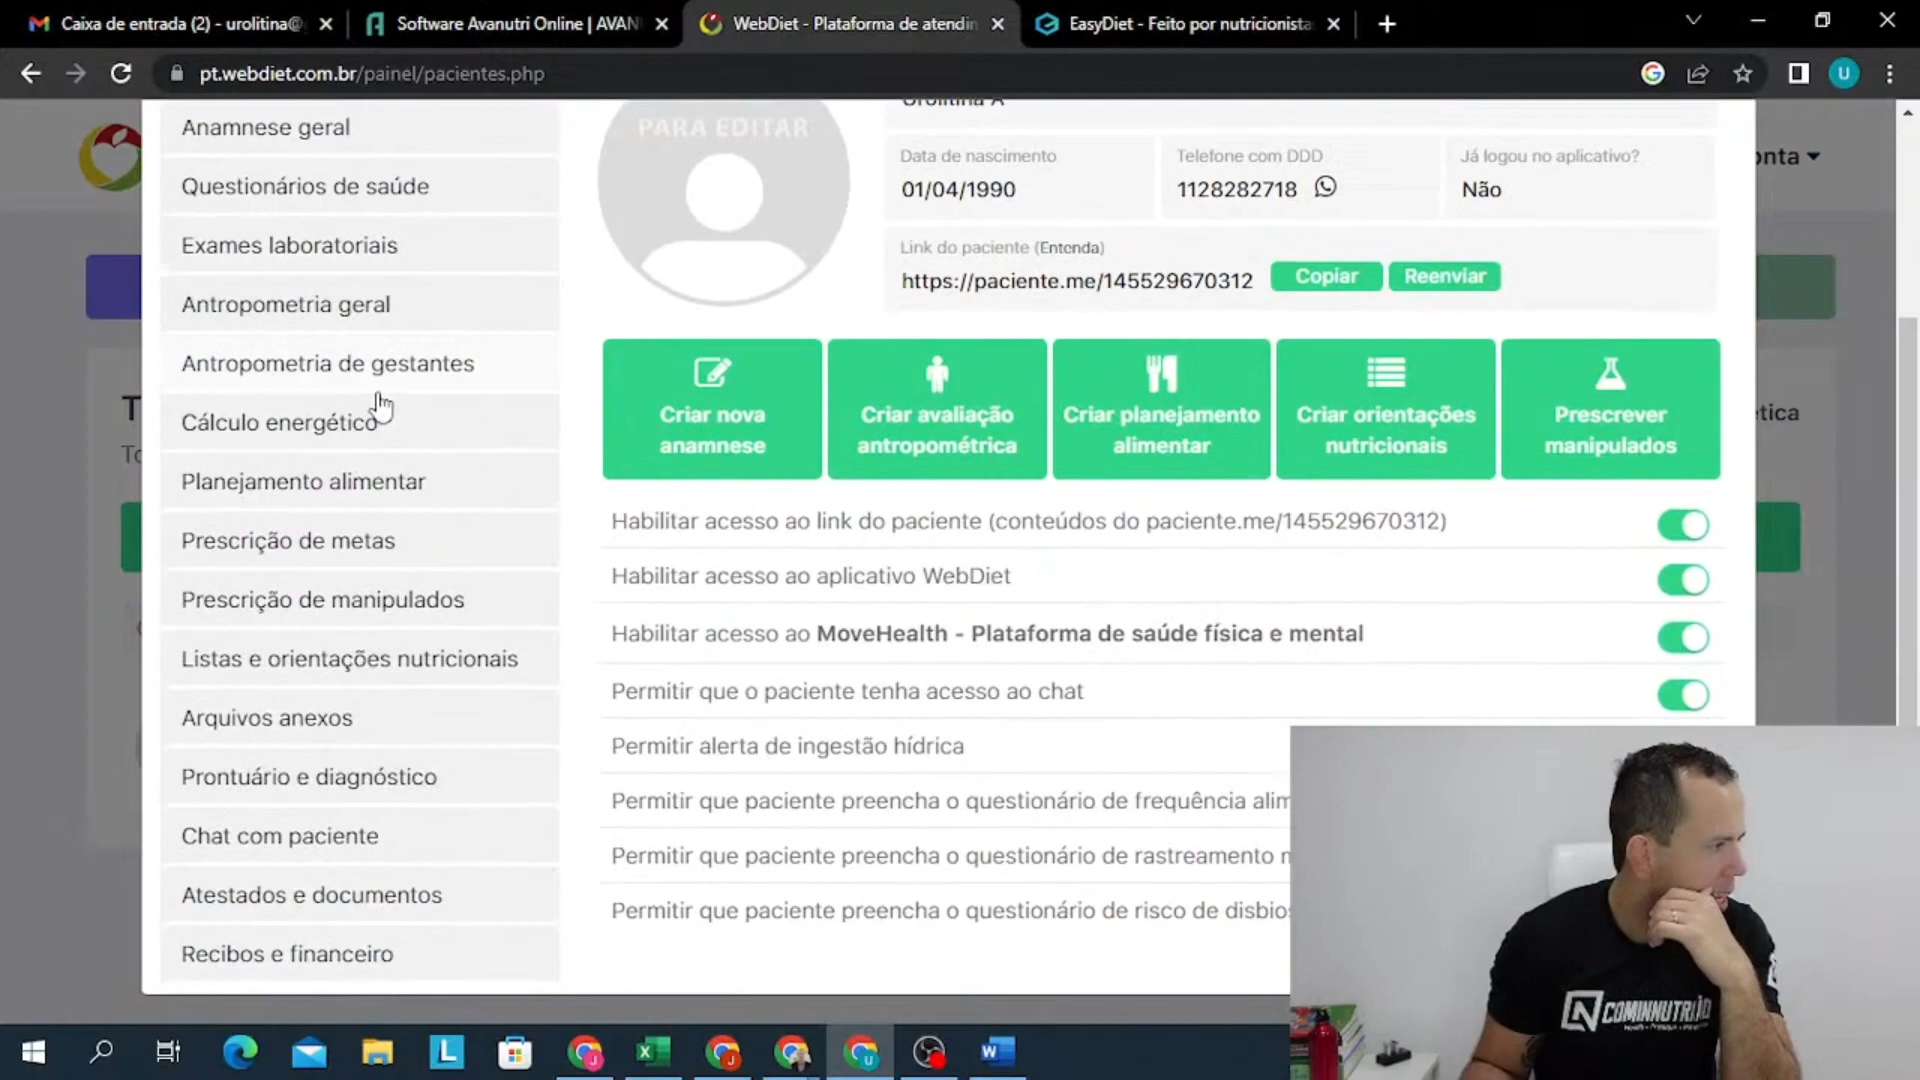 Caixa de entrada (2) - urolitina@
Software Avanutri Online | AVAN
WebDiet - Plataforma de atendin
EasyDiet - Feito por nutricionista
pt.webdiet.com.br/painel/pacientes.php
U
onta
Anamnese geral
Questionários de saúde
Exames laboratoriais
Antropometria geral
Antropometria de gestantes
Cálculo energético
Planejamento alimentar
Prescrição de metas
Prescrição de manipulados
Listas e orientações nutricionais
Arquivos anexos
Prontuário e diagnóstico
Chat com paciente
Atestados e documentos
Recibos e financeiro
PARA EDITAR
Urolitina A
Data de nascimento
01/04/1990
Telefone com DDD
1128282718
Já logou no aplicativo?
Não
Link do paciente (Entenda)
https://paciente.me/145529670312
Copiar
Reenviar
Criar nova
anamnese
Criar avaliação
antropométrica
Criar planejamento
alimentar
Criar orientações
nutricionais
Prescrever
manipulados
Habilitar acesso ao link do paciente (conteúdos do paciente.me/145529670312)
Habilitar acesso ao aplicativo WebDiet
Habilitar acesso ao MoveHealth - Plataforma de saúde física e mental
Permitir que o paciente tenha acesso ao chat
Permitir alerta de ingestão hídrica
Permitir que paciente preencha o questionário de frequência alim
Permitir que paciente preencha o questionário de rastreamento
Permitir que paciente preencha o questionário de risco de disbios
T
To
tica
COMINNUTRIÇÃO